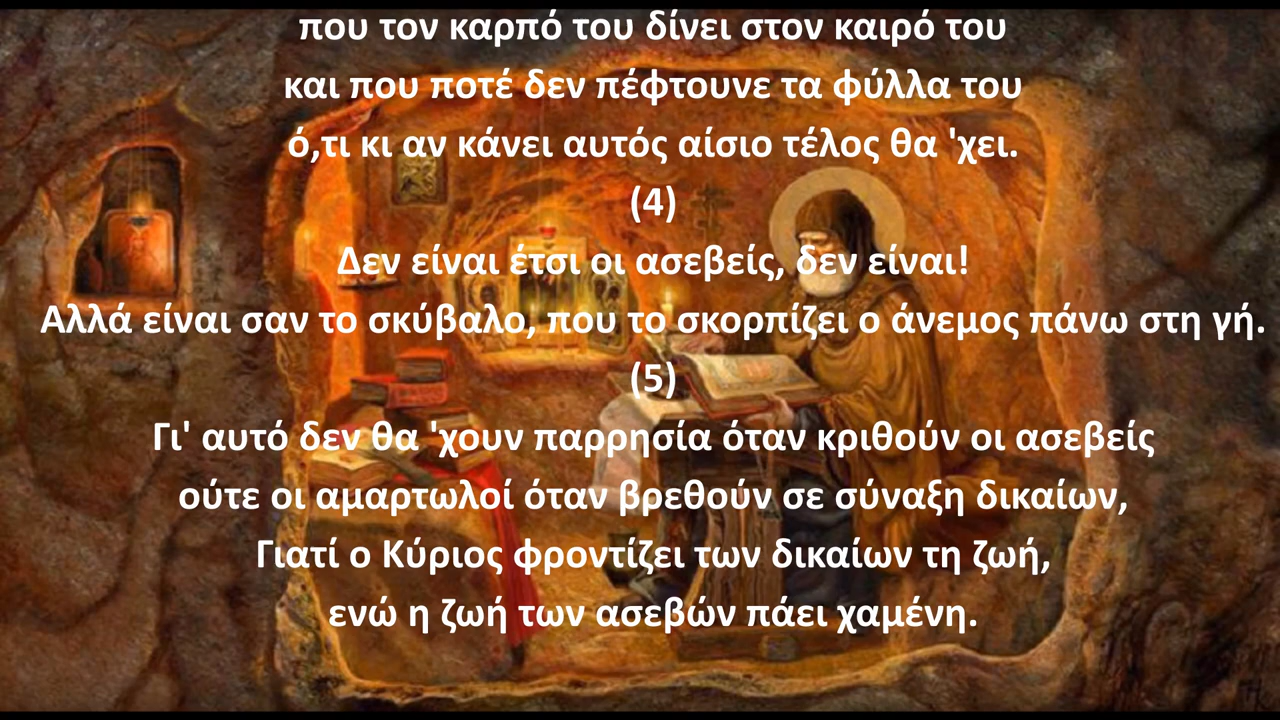 που τον καρπό του δίνει στον καιρό του
και που ποτέ δεν πέφτουνε τα φύλλα του
ό,τι κι αν κάνει αυτός αίσιο τέλος θα 'χει.
(4)
Δεν είναι έτσι οι ασεβείς, δεν είναι!
Αλλά είναι σαν το σκύβαλο, που το σκορπίζει ο άνεμος πάνω στη γή.
(5)
Γι' αυτό δεν θα 'χουν παρρησία όταν κριθούν οι ασεβείς
ούτε οι αμαρτωλοί όταν βρεθούν σε σύναξη δικαίων,
Γιατί ο Κύριος φροντίζει των δικαίων τη ζωή,
ενώ η ζωή των ασεβών πάει χαμένη.